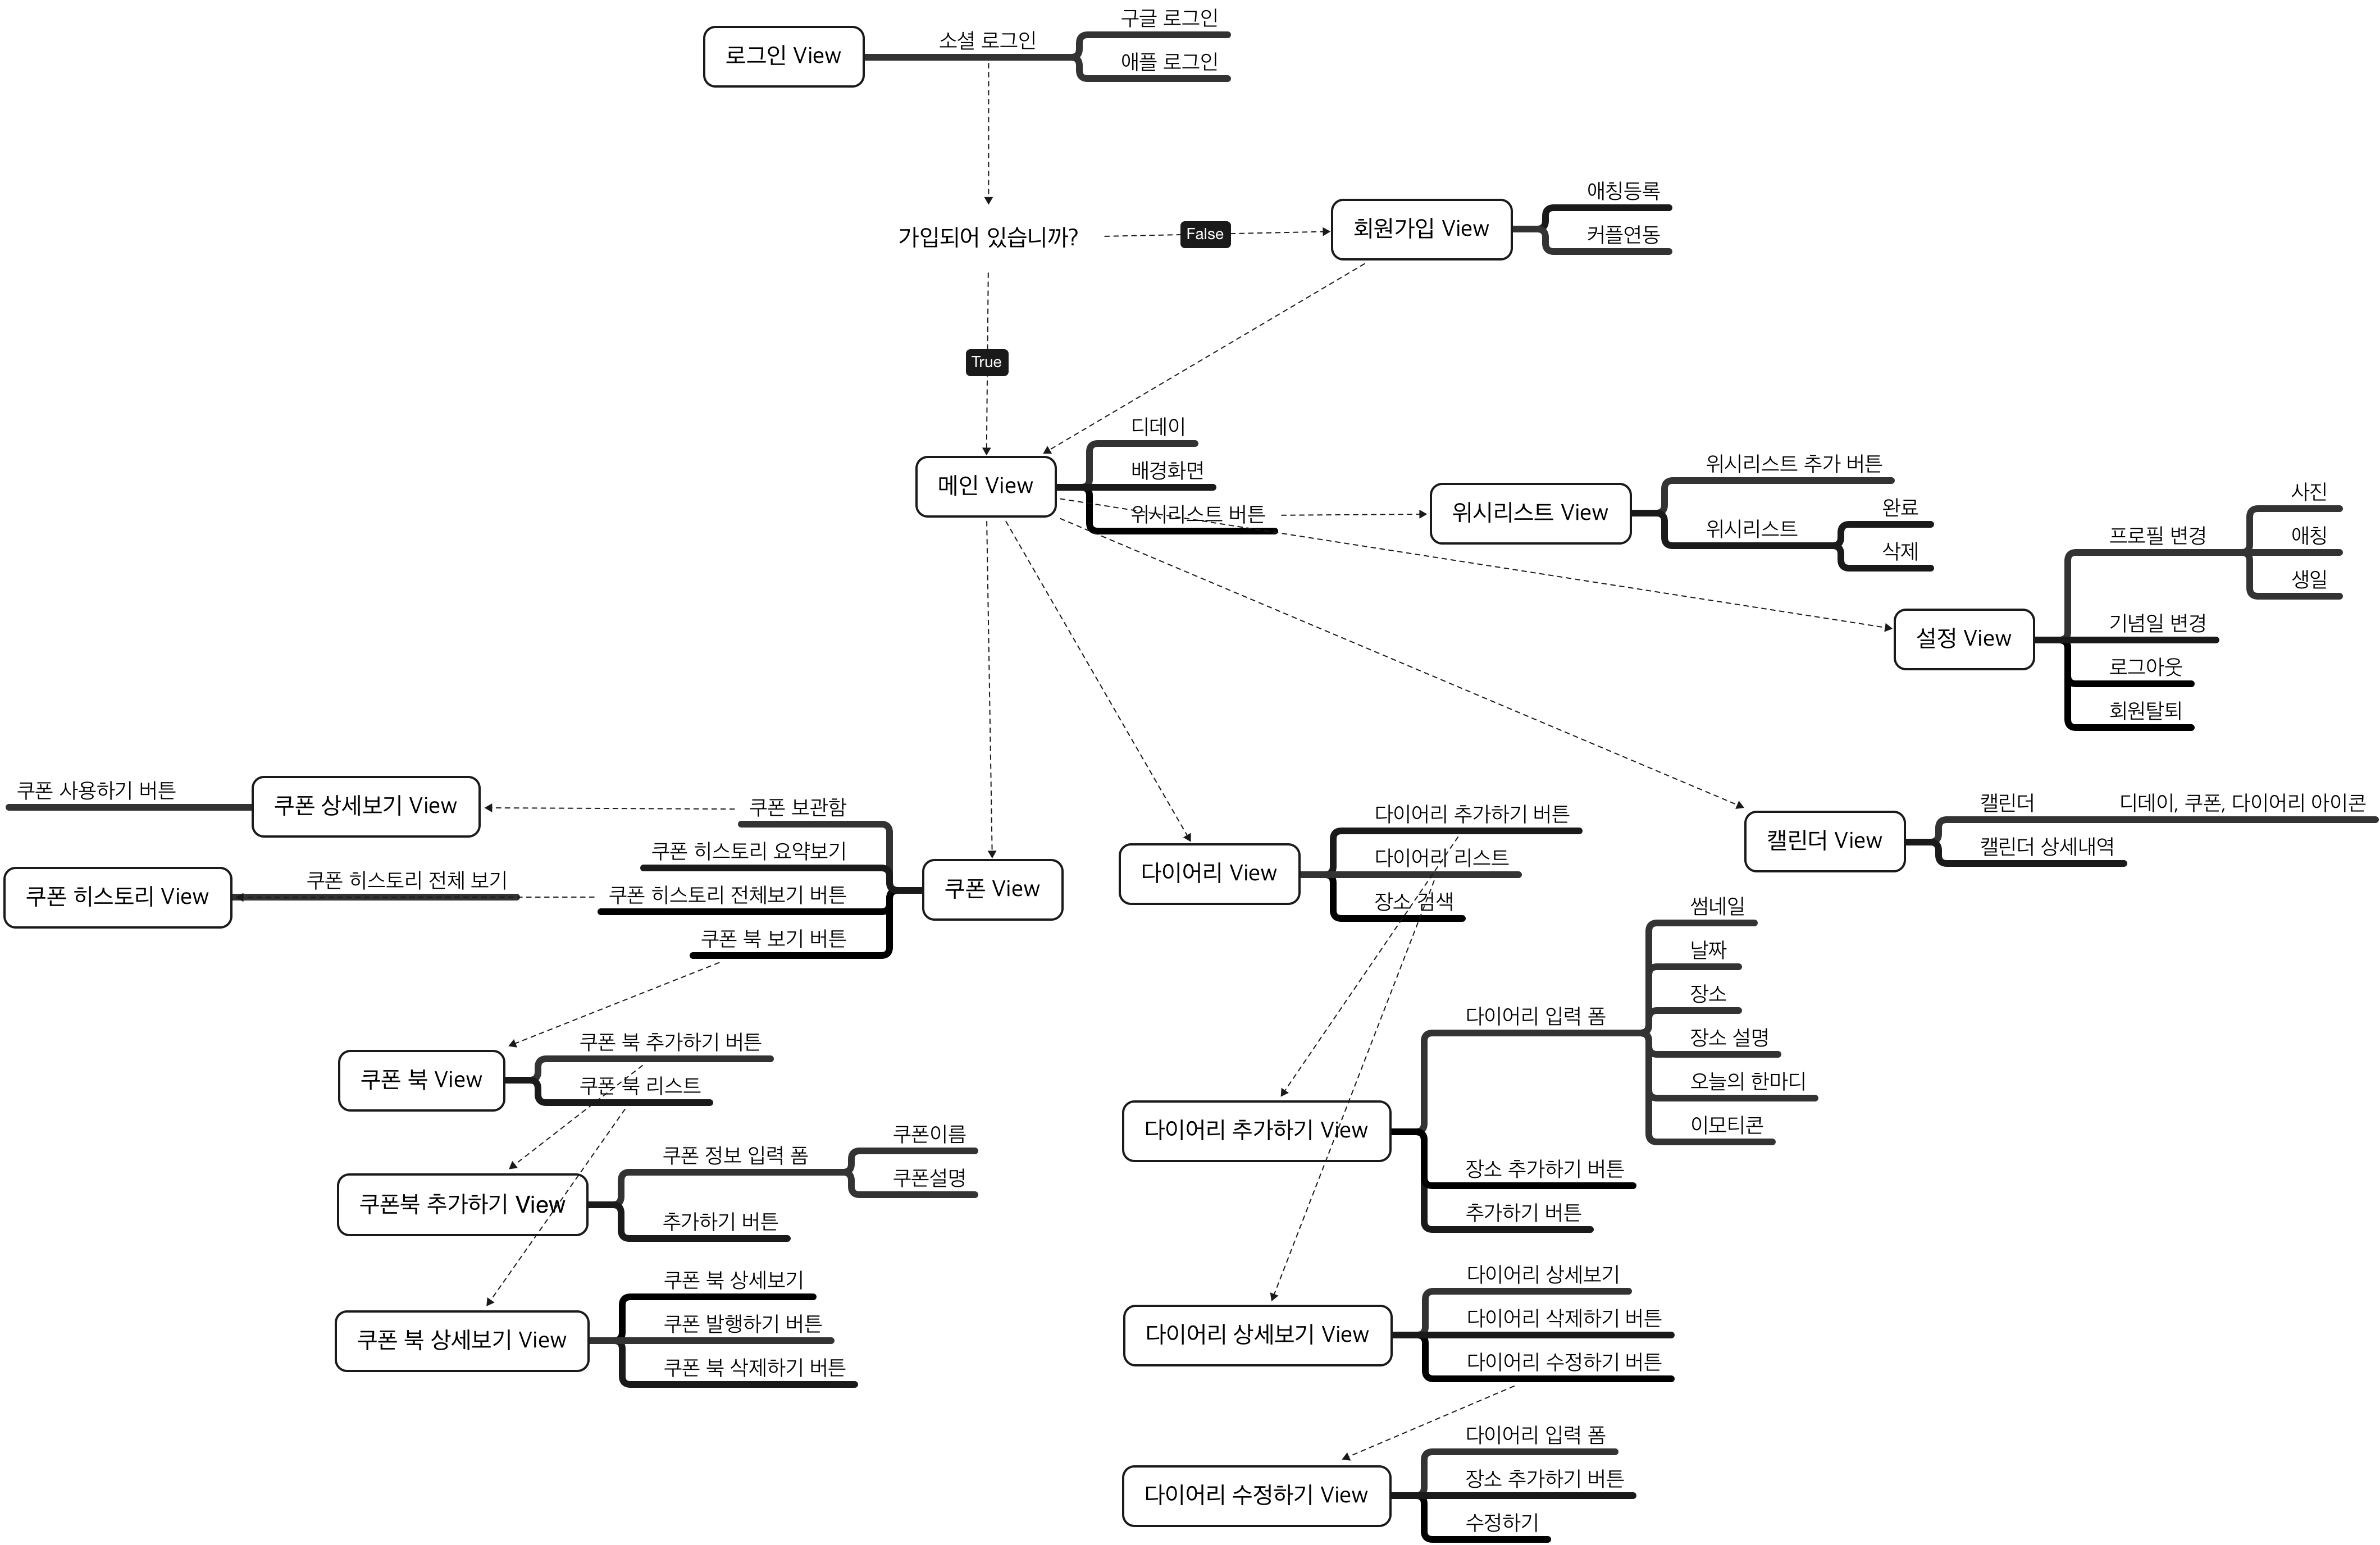 로그인 View
소셜 로그인
구글 로그인
애플 로그인
가입되어 있습니까?
False
회원가입 View
애칭등록
커플연동
True
메인 View
디데이
배경화면
위시리스트 버튼
위시리스트 View
위시리스트 추가 버튼
위시리스트
완료
삭제
설정 View
프로필 변경
사진
애칭
생일
기념일 변경
로그아웃
회원탈퇴
쿠폰 사용하기 버튼
쿠폰 상세보기 View
쿠폰 히스토리 View
쿠폰 히스토리 전체 보기
쿠폰 보관함
쿠폰 히스토리 요약보기
쿠폰 히스토리 전체보기 버튼
쿠폰 북 보기 버튼
쿠폰 View
다이어리 View
다이어리 추가하기 버튼
다이어리 리스트
장소 검색
캘린더 View
캘린더
디데이, 쿠폰, 다이어리 아이콘
캘린더 상세내역
쿠폰 북 View
쿠폰 북 추가하기 버튼
쿠폰 북 리스트
쿠폰북 추가하기 View
쿠폰 정보 입력 폼
쿠폰이름
쿠폰설명
추가하기 버튼
쿠폰 북 상세보기 View
쿠폰 북 상세보기
쿠폰 발행하기 버튼
쿠폰 북 삭제하기 버튼
다이어리 추가하기 View
다이어리 입력 폼
썸네일
날짜
장소
장소 설명
오늘의 한마디
이모티콘
장소 추가하기 버튼
추가하기 버튼
다이어리 상세보기 View
다이어리 상세보기
다이어리 삭제하기 버튼
다이어리 수정하기 버튼
다이어리 수정하기 View
다이어리 입력 폼
장소 추가하기 버튼
수정하기